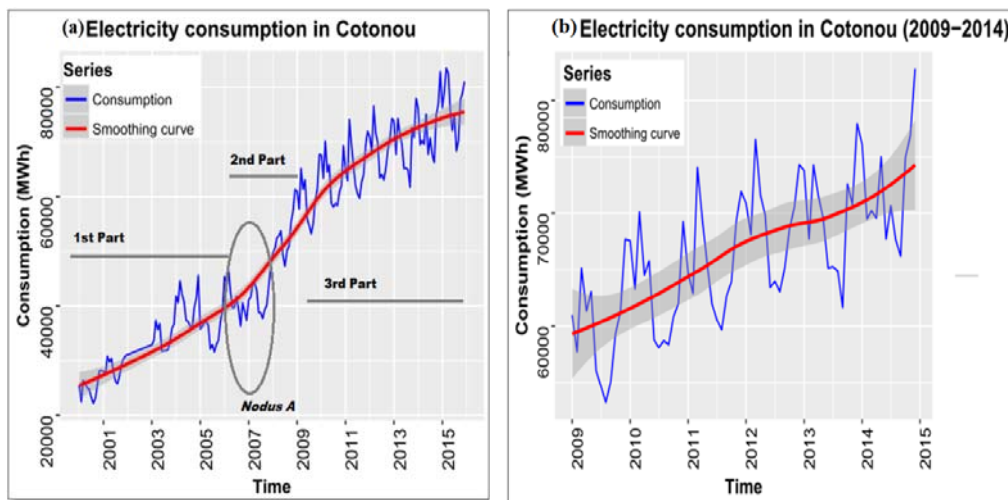 (a) Electricity consumption in Cotonou
Series
Consumption
Smoothing curve
2nd Part
1st Part
3rd Part
Nodus A
Consumption (MWh)
80000
60000
40000
20000
2001
2003
2005
2007
2009
2011
2013
2015
Time
(b) Electricity consumption in Cotonou (2009−2014)
Series
Consumption
Smoothing curve
Consumption (MWh)
80000
70000
60000
2009
2010
2011
2012
2013
2014
2015
Time